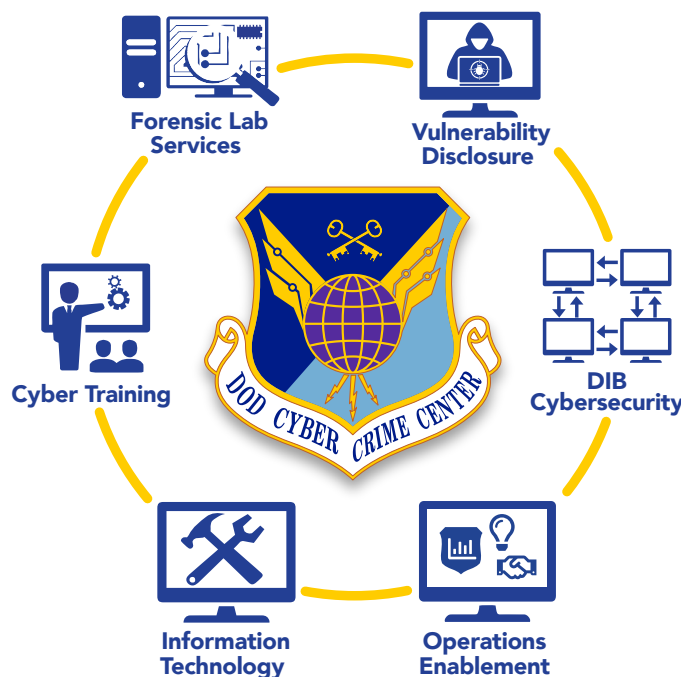 Forensic Lab
Services
Vulnerability
Disclosure
DIB
Cybersecurity
Cyber Training
DOD CYBER CRIME CENTER
Information
Technology
Operations
Enablement